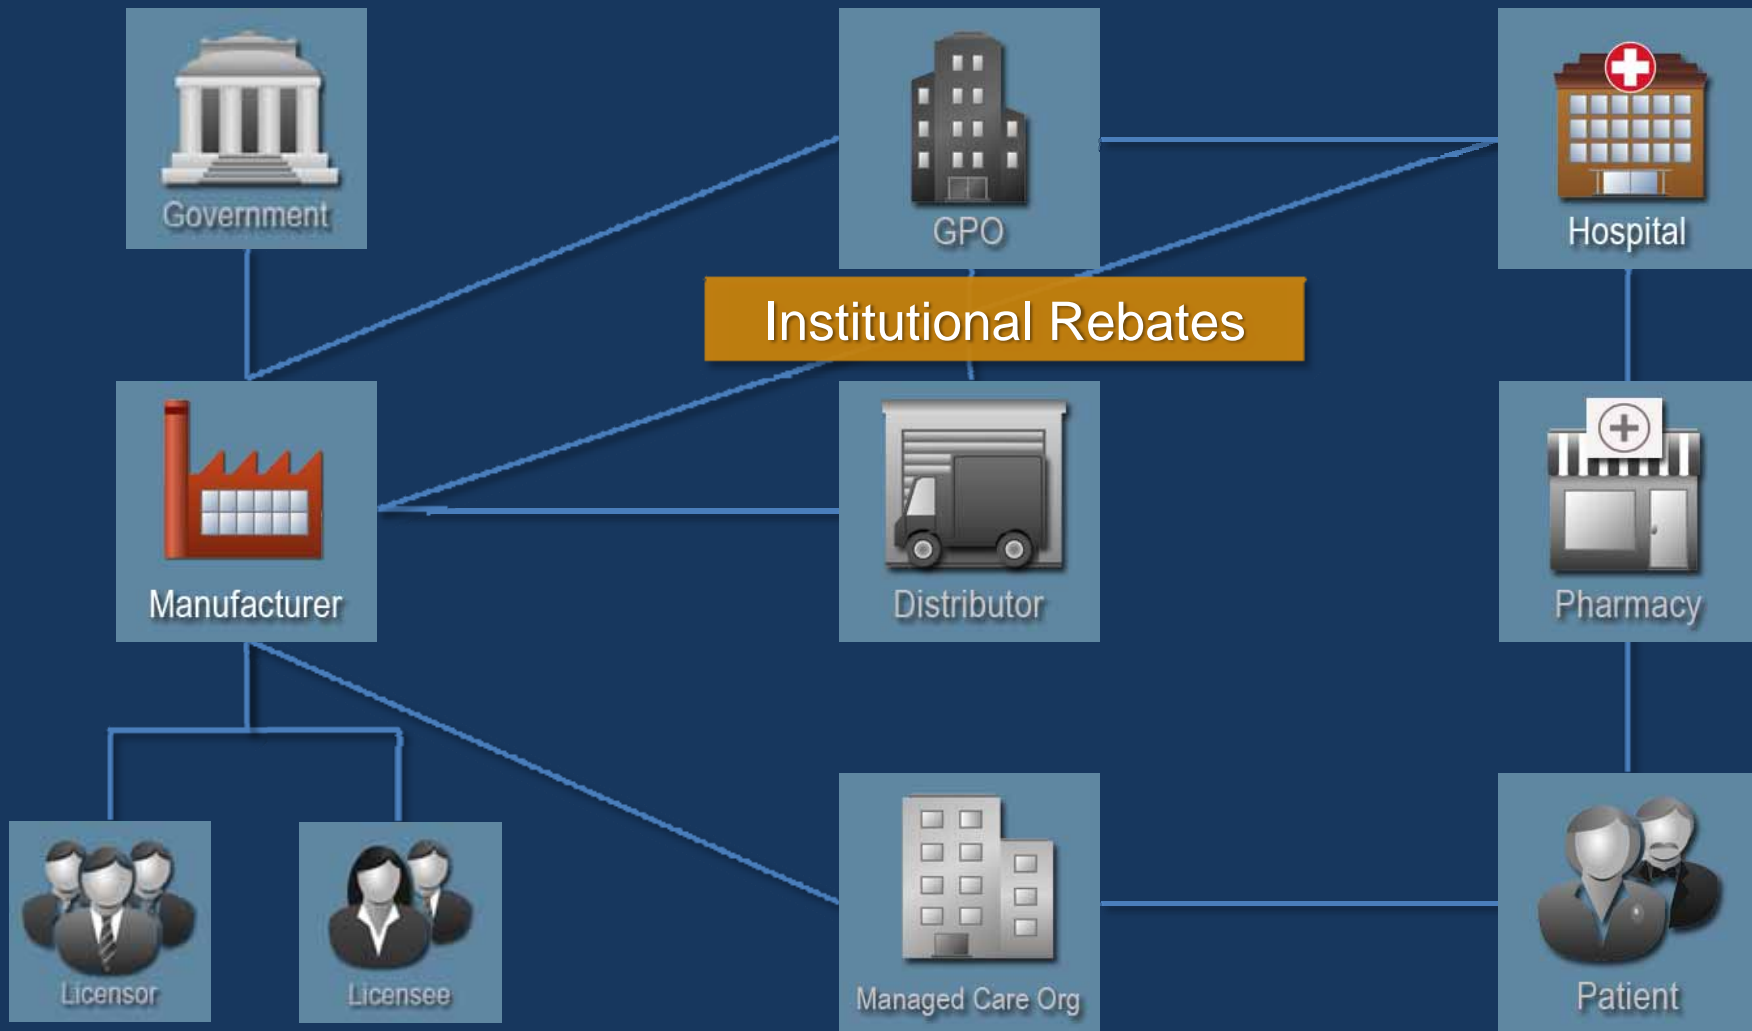 Government
GPO
Hospital
Institutional Rebates
Manufacturer
Distributor
Pharmacy
Licensor
Licensee
Managed Care Org
Patient